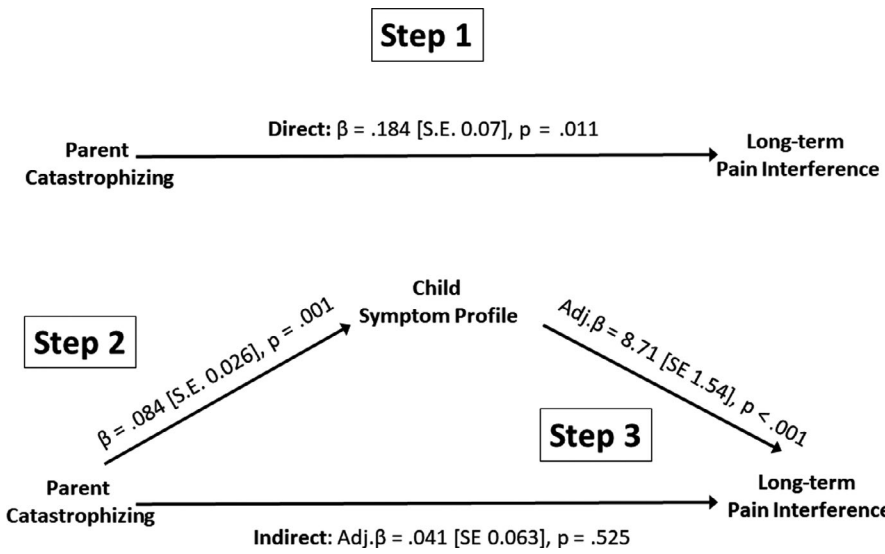 Step 1
Direct: β = .184 [S.E. 0.07], p = .011
Parent
Catastrophizing
Long-term
Pain Interference
Child
Symptom Profile
Step 2
β = .084 [S.E. 0.026], p = .001
Adj.β = 8.71 [SE 1.54], p < .001
Step 3
Parent
Catastrophizing
Long-term
Pain Interference
Indirect: Adj.β = .041 [SE 0.063], p = .525